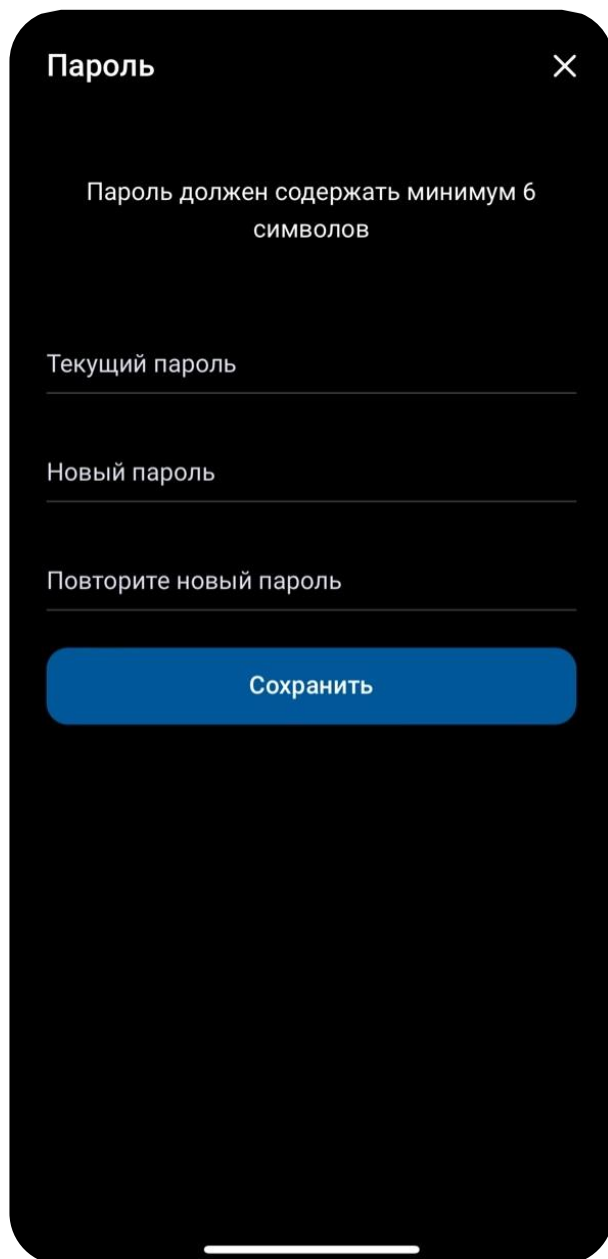 Пароль
Пароль должен содержать минимум 6
символов
Текущий пароль
Новый пароль
Повторите новый пароль
Сохранить